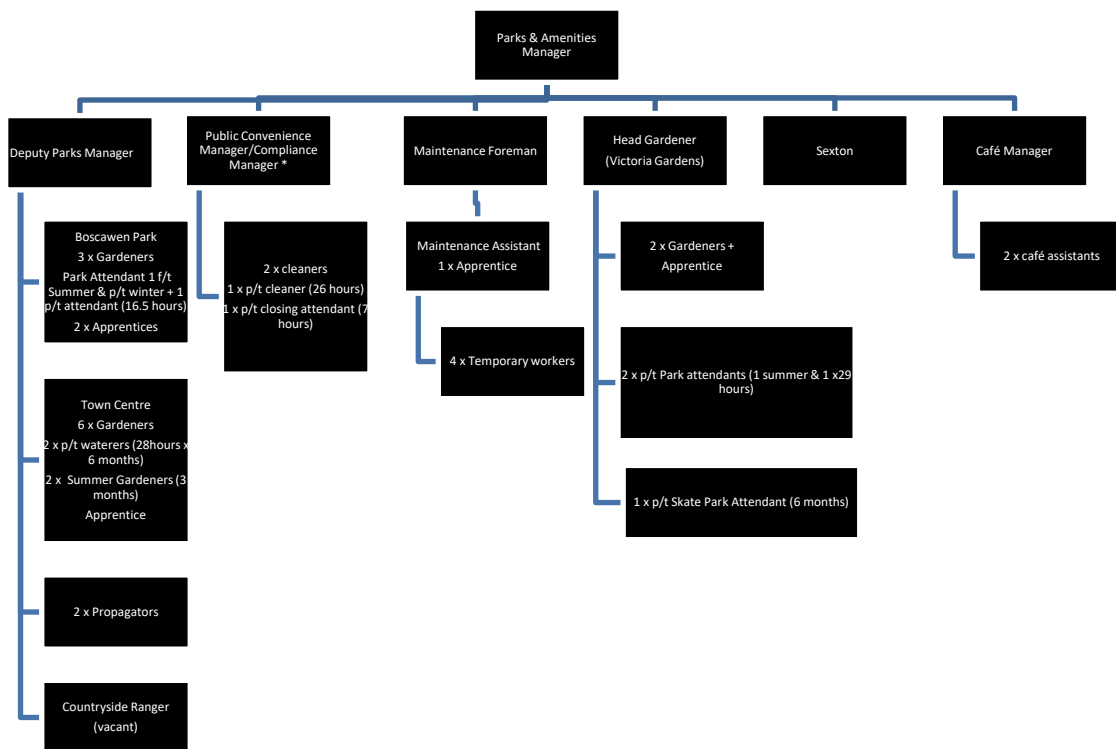 Parks & Amenities
Manager
Deputy Parks Manager
Public Convenience
Manager/Compliance
Manager *
Maintenance Foreman
Head Gardener
(Victoria Gardens)
Sexton
Café Manager
Boscawen Park
3 x Gardeners
Park Attendant 1 f/t
Summer & p/t winter + 1
p/t attendant (16.5 hours)
2 x Apprentices
Town Centre
6 x Gardeners
2 x p/t waterers (28hours x
6 months)
2 x Summer Gardeners (3
months)
Apprentice
2 x Propagators
Countryside Ranger
(vacant)
2 x cleaners
1 x p/t cleaner (26 hours)
1 x p/t closing attendant (7
hours)
Maintenance Assistant
1 x Apprentice
4 x Temporary workers
2 x Gardeners +
Apprentice
2 x p/t Park attendants (1 summer & 1 x29
hours)
1 x p/t Skate Park Attendant (6 months)
2 x café assistants